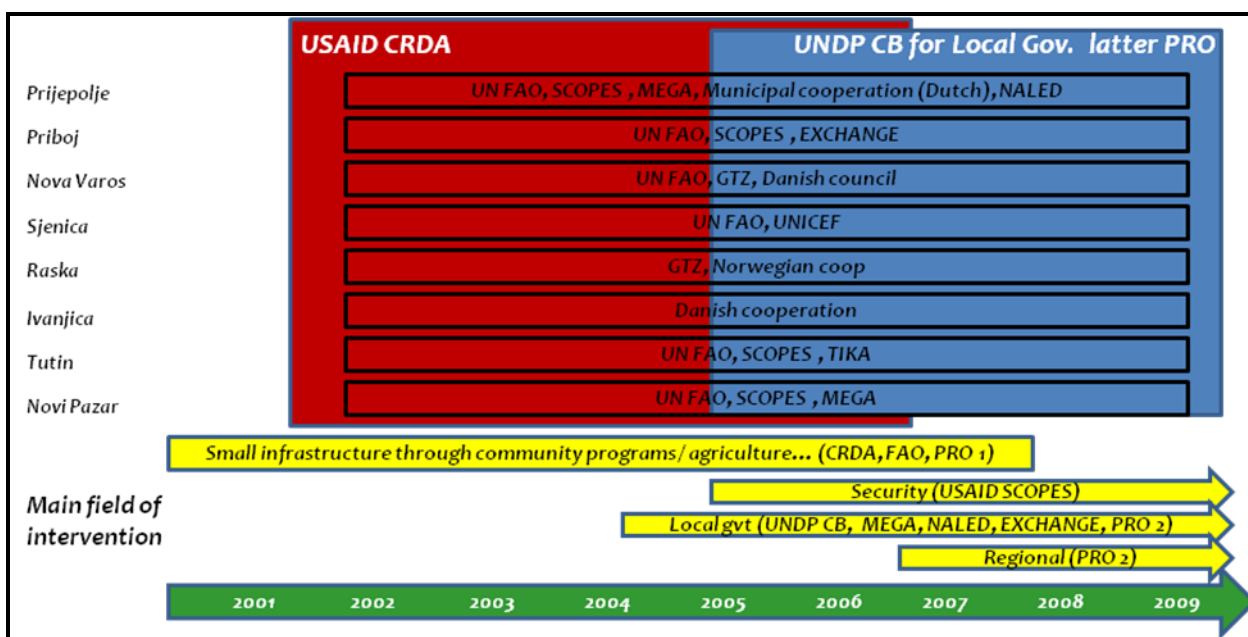 USAID CRDA
UNDP CB for Local Gov. latter PRO
Prijepolje
UN FAO, SCOPES , MEGA, Municipal cooperation (Dutch), NALED
Priboj
UN FAO, SCOPES , EXCHANGE
Nova Varos
UN FAO, GTZ, Danish council
Sjenica
UN FAO, UNICEF
Raska
GTZ, Norwegian coop
Ivanjica
Danish cooperation
Tutin
UN FAO, SCOPES , TIKA
Novi Pazar
UN FAO, SCOPES , MEGA
Small infrastructure through community programs/ agriculture... (CRDA, FAO, PRO 1)
Main field of
intervention
Security (USAID SCOPES)
Local gvt (UNDP CB, MEGA, NALED, EXCHANGE, PRO 2)
Regional (PRO 2)
2001 2002 2003 2004 2005 2006 2007 2008 2009